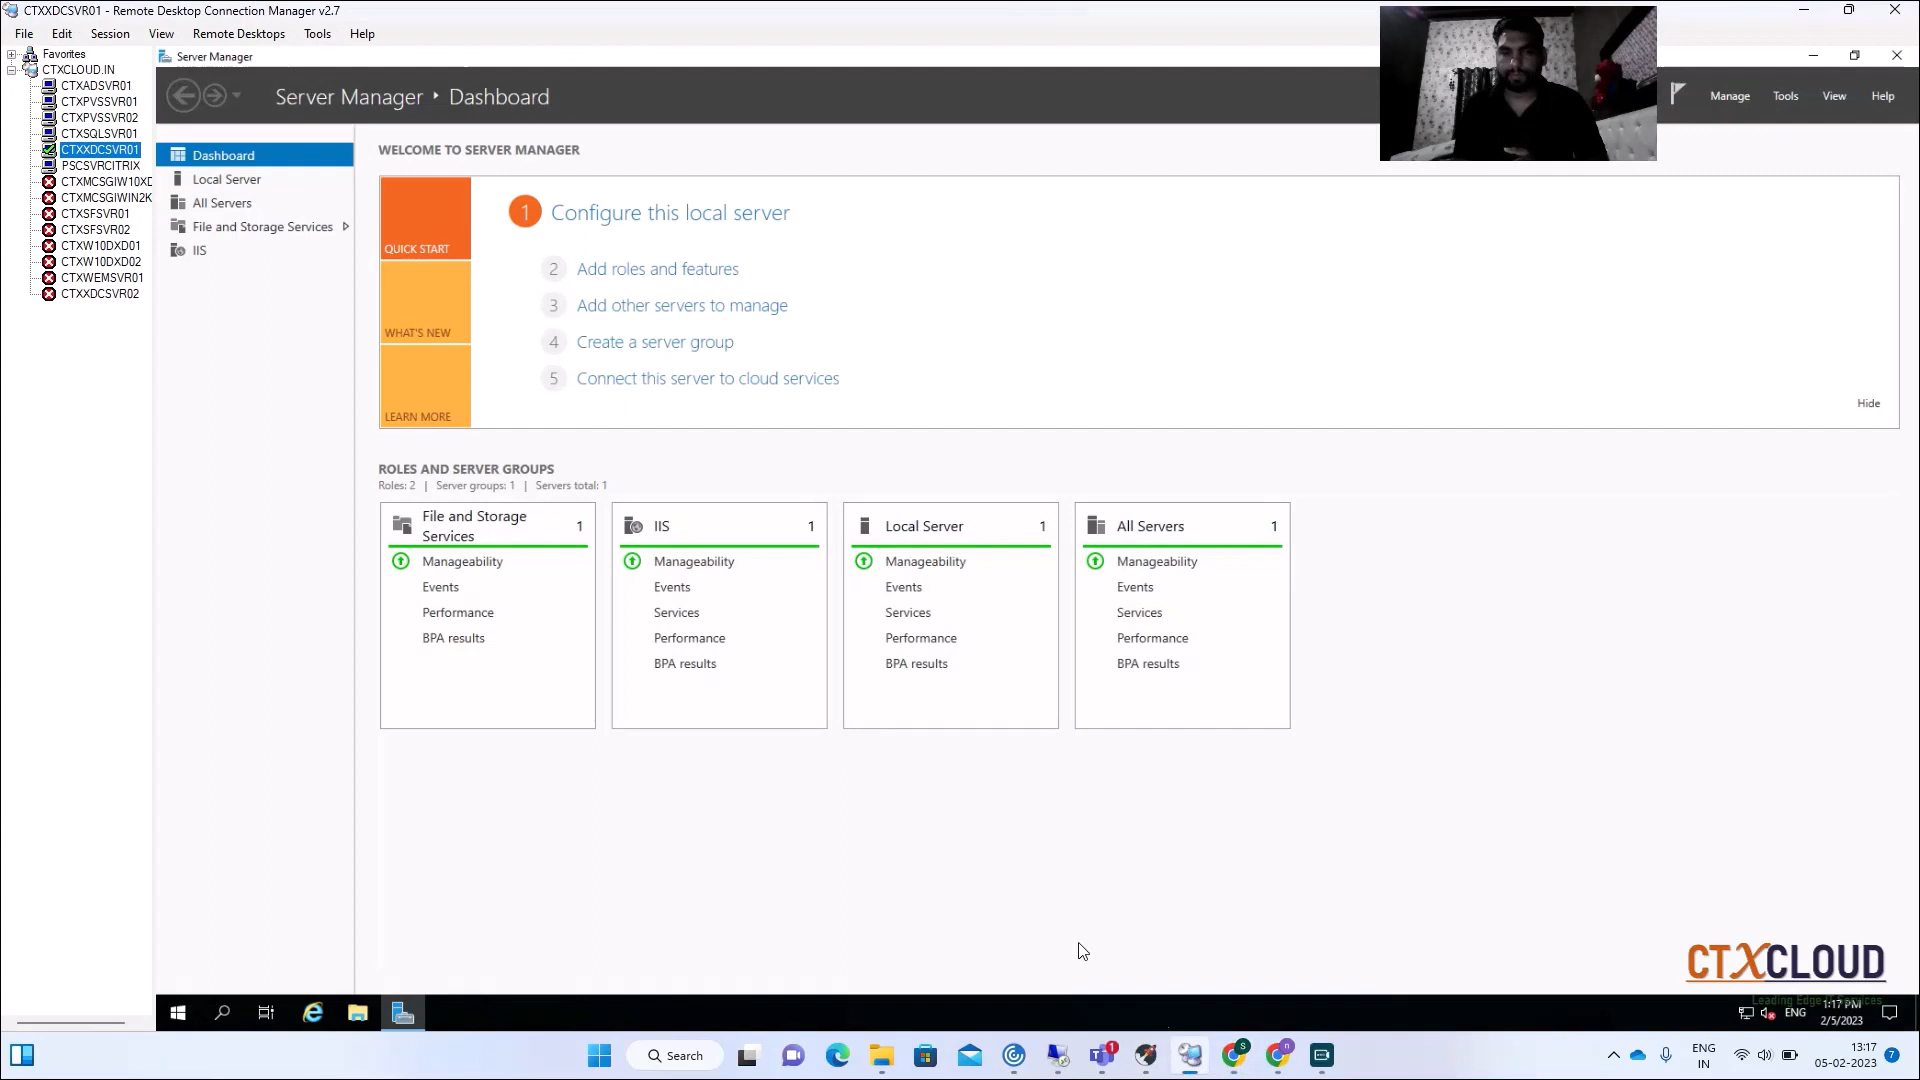 CTXXDCSVR01 - Remote Desktop Connection Manager v2.7
File Edit Session View Remote Desktops Tools Help
Favorites
CTXCLOUD.IN
CTXADSVR01
CTXPVSSVR01
CTXPVSSVR02
CTXSQLSVR01
CTXXDCSVR01
PSCSVRCITRIX
CTXMCSGIW10XD
CTXMCSGIWIN2K
CTXSFSVR01
CTXSFSVR02
CTXW10DXD01
CTXW10DXD02
CTXWEMSVR01
CTXXDCSVR02
Server Manager
Server Manager • Dashboard
Manage Tools View Help
Dashboard
Local Server
All Servers
File and Storage Services
IIS
WELCOME TO SERVER MANAGER
QUICK START
WHAT'S NEW
LEARN MORE
1 Configure this local server
2 Add roles and features
3 Add other servers to manage
4 Create a server group
5 Connect this server to cloud services
Hide
ROLES AND SERVER GROUPS
Roles: 2 | Server groups: 1 | Servers total: 1
File and Storage
Services 1
Manageability
Events
Performance
BPA results
IIS 1
Manageability
Events
Services
Performance
BPA results
Local Server 1
Manageability
Events
Services
Performance
BPA results
All Servers 1
Manageability
Events
Services
Performance
BPA results
CTXCLOUD
Leading Edge IT Services
ENG
1:17 PM
2/5/2023
Search
S
n
1
ENG
IN
13:17
05-02-2023
7